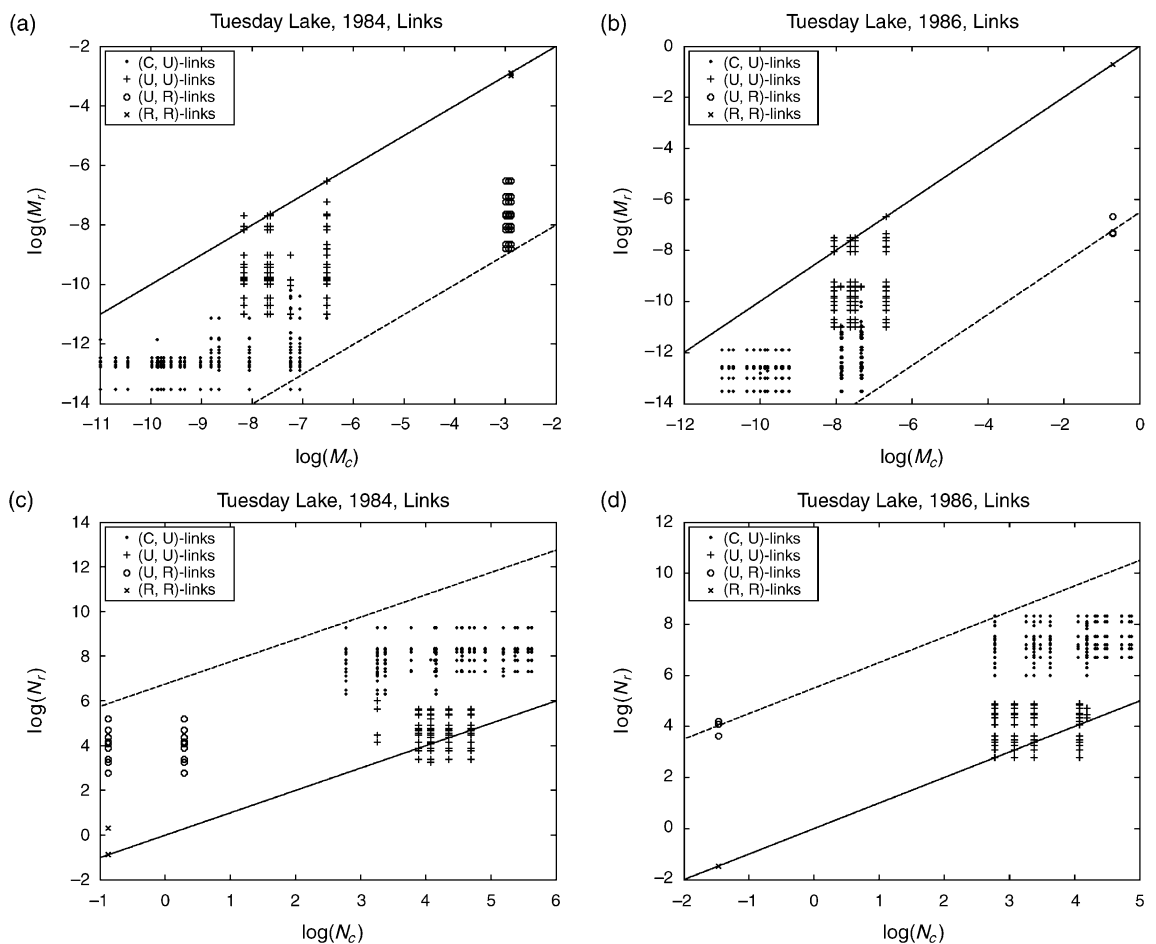 (a)
Tuesday Lake, 1984, Links
−2
−4
−6
−8
−10
−12
−14
log(Mr)
(C, U)-links
(U, U)-links
(U, R)-links
(R, R)-links
−11 −10 −9 −8 −7 −6 −5 −4 −3 −2
log(Mc)
(b)
Tuesday Lake, 1986, Links
0
−2
−4
−6
−8
−10
−12
−14
log(Mr)
(C, U)-links
(U, U)-links
(U, R)-links
(R, R)-links
−12 −10 −8 −6 −4 −2 0
log(Mc)
(c)
Tuesday Lake, 1984, Links
14
12
10
8
6
4
2
0
−2
log(Nr)
(C, U)-links
(U, U)-links
(U, R)-links
(R, R)-links
−1 0 1 2 3 4 5 6
log(Nc)
(d)
Tuesday Lake, 1986, Links
12
10
8
6
4
2
0
−2
log(Nr)
(C, U)-links
(U, U)-links
(U, R)-links
(R, R)-links
−2 −1 0 1 2 3 4 5
log(Nc)